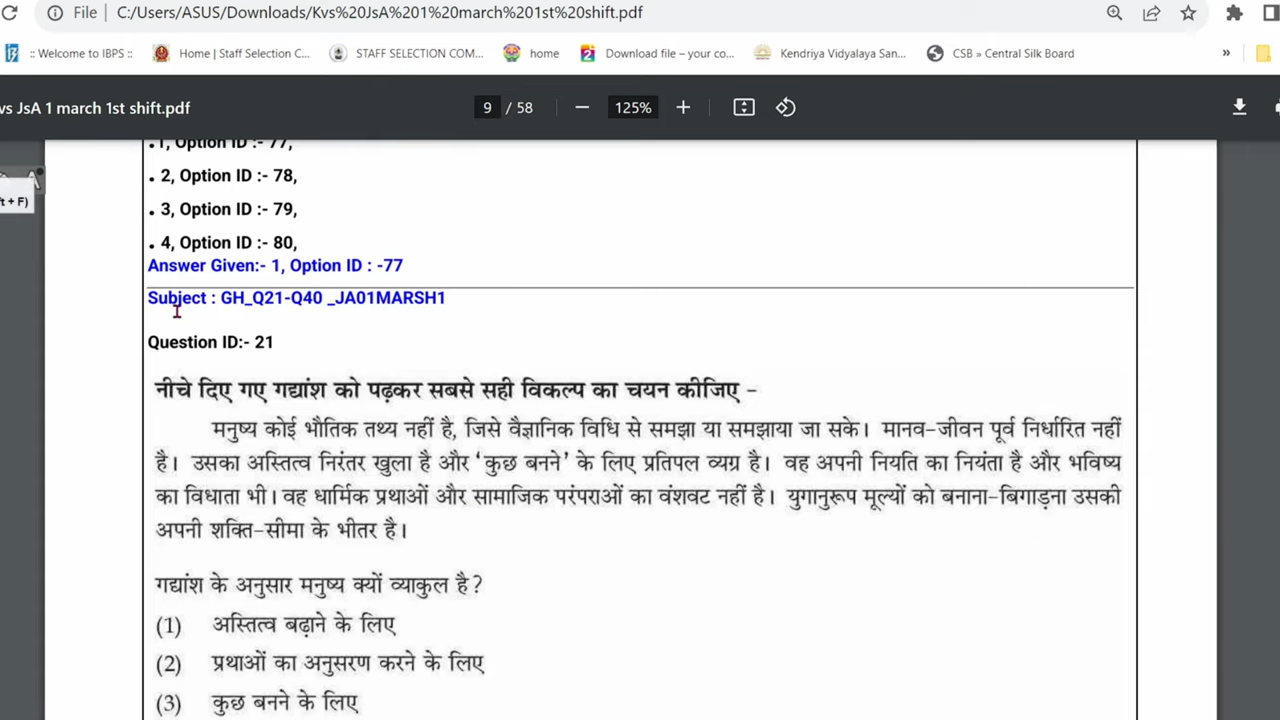 File C:/Users/ASUS/Downloads/Kvs%20JsA%201%20march%201st%20shift.pdf
:: Welcome to IBPS :: Home | Staff Selection C... STAFF SELECTION COM... home Download file – your co... Kendriya Vidyalaya San... CSB » Central Silk Board »
vs JsA 1 march 1st shift.pdf 9 / 58 − 125% +
. 1, Option ID :- 77,
. 2, Option ID :- 78,
t + F)
. 3, Option ID :- 79,
. 4, Option ID :- 80,
Answer Given:- 1, Option ID : -77
Subject : GH_Q21-Q40 _JA01MARSH1
Question ID:- 21
नीचे दिए गए गद्यांश को पढ़कर सबसे सही विकल्प का चयन कीजिए –
मनुष्य कोई भौतिक तथ्य नहीं है, जिसे वैज्ञानिक विधि से समझा या समझाया जा सके। मानव-जीवन पूर्व निर्धारित नहीं
है। उसका अस्तित्व निरंतर खुला है और ‘कुछ बनने’ के लिए प्रतिपल व्यग्र है। वह अपनी नियति का नियंता है और भविष्य
का विधाता भी। वह धार्मिक प्रथाओं और सामाजिक परंपराओं का वंशवट नहीं है। युगानुरूप मूल्यों को बनाना-बिगाड़ना उसकी
अपनी शक्ति-सीमा के भीतर है।
गद्यांश के अनुसार मनुष्य क्यों व्याकुल है?
(1) अस्तित्व बढ़ाने के लिए
(2) प्रथाओं का अनुसरण करने के लिए
(3) कुछ बनने के लिए